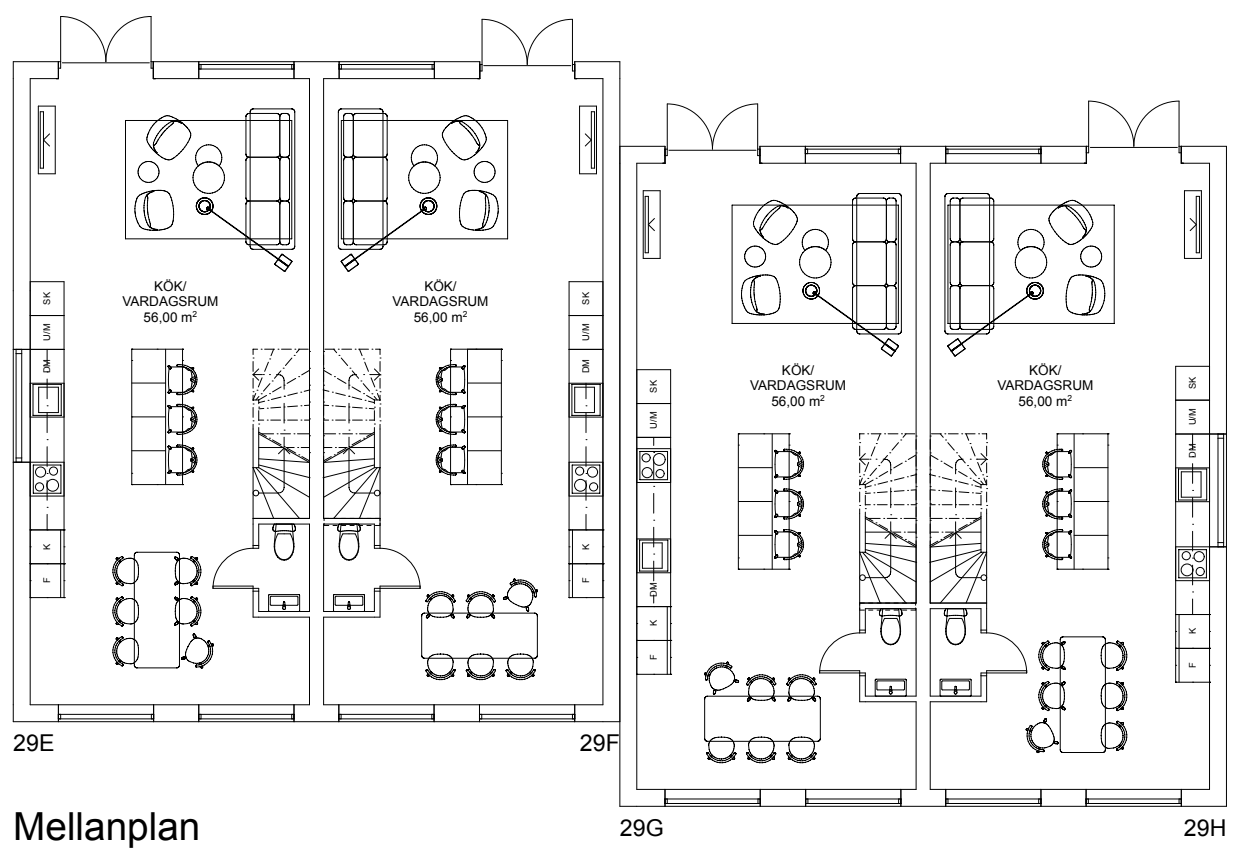 KÖK/
VARDAGSRUM
56,00 m²
SK
U/M
DM
K
F
KÖK/
VARDAGSRUM
56,00 m²
SK
U/M
DM
K
F
29E
29F
KÖK/
VARDAGSRUM
56,00 m²
SK
U/M
DM
K
F
KÖK/
VARDAGSRUM
56,00 m²
SK
U/M
DM
K
F
29G
29H
Mellanplan